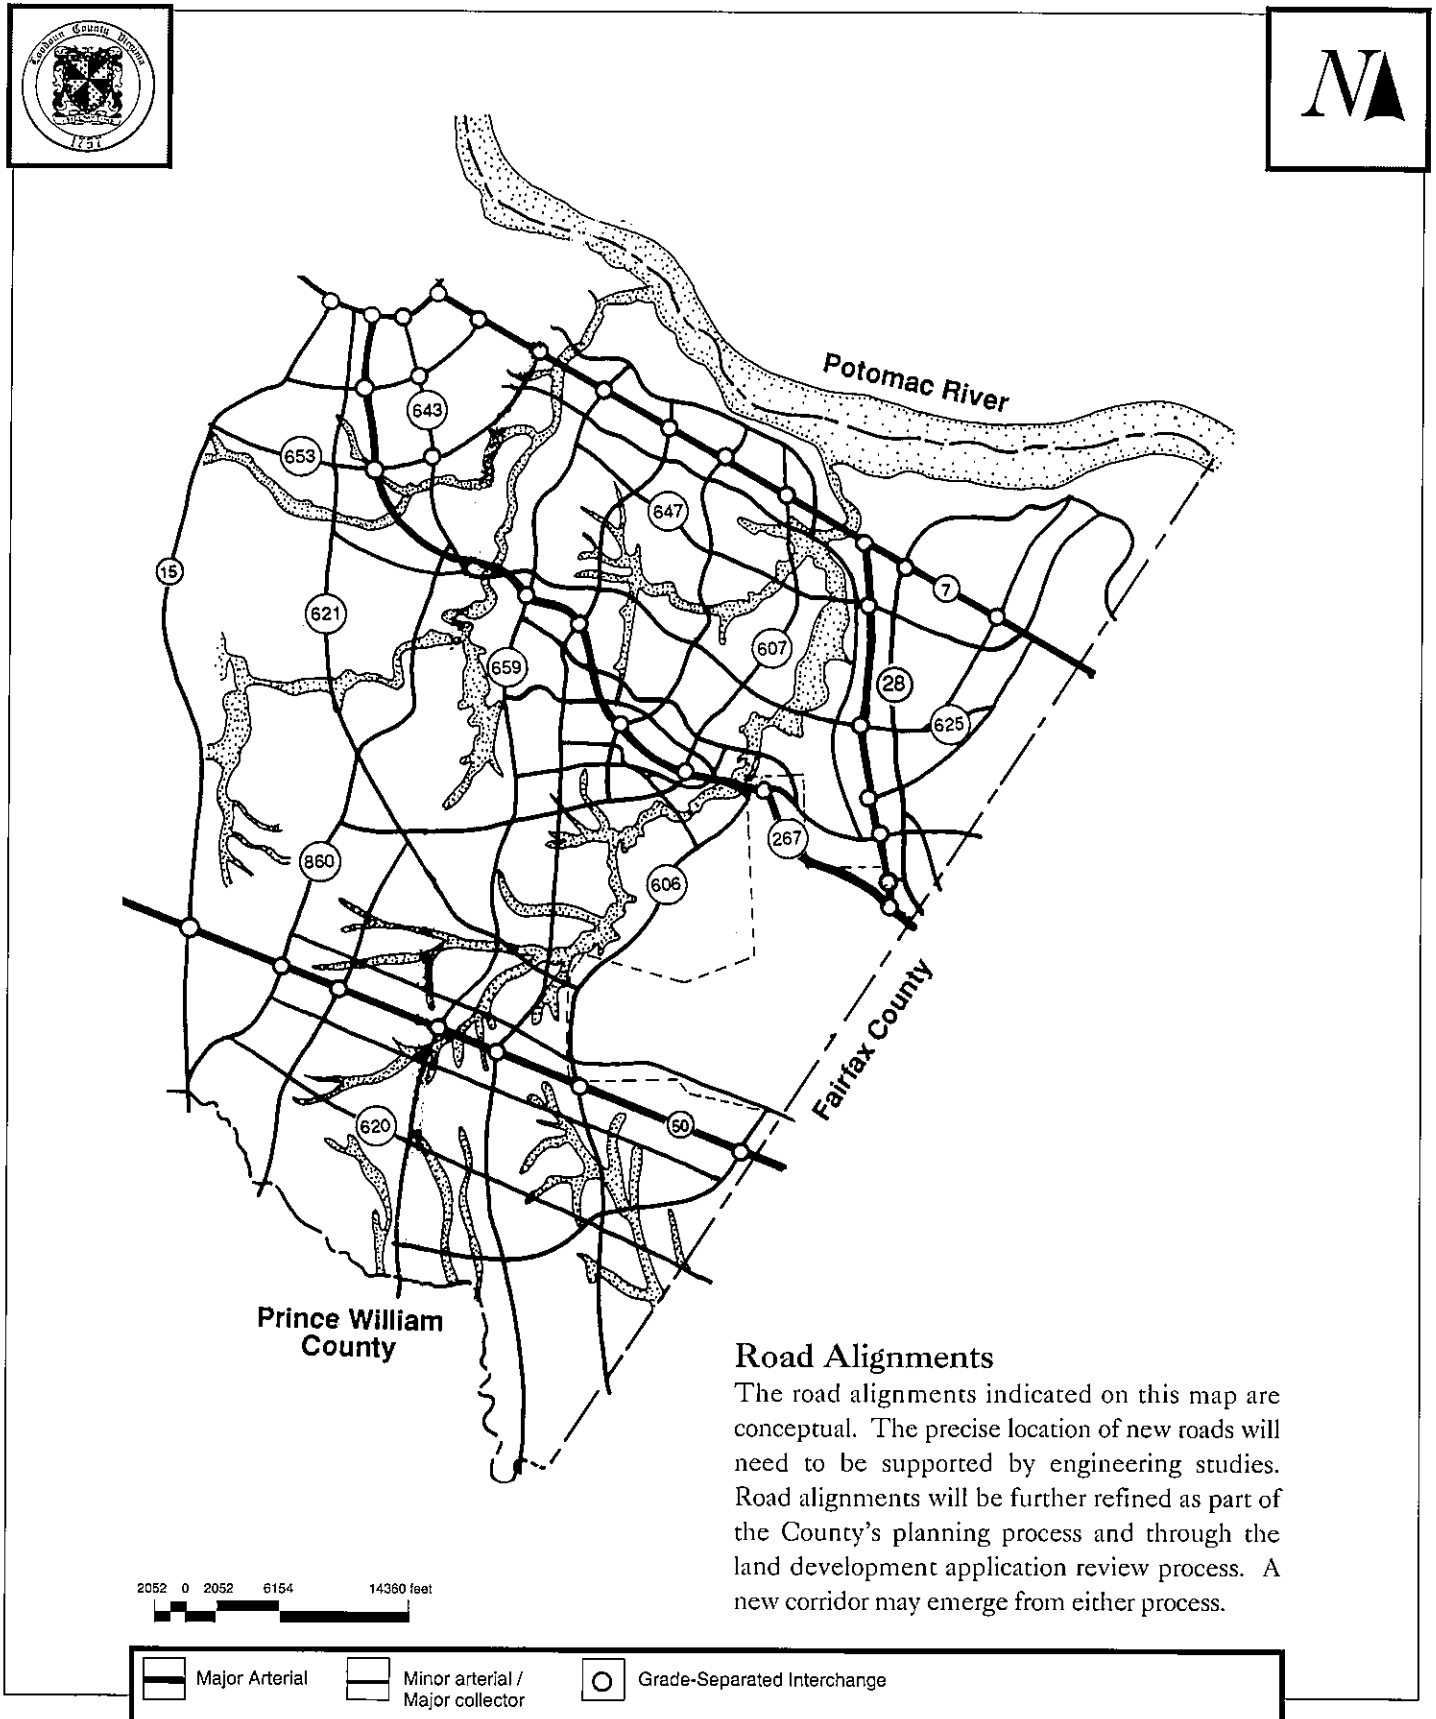 Loudoun County Virginia
1757
N
Potomac River
643
653
647
15
7
621
607
659
28
625
267
860
606
Fairfax County
620
50
Prince William
County
Road Alignments
The road alignments indicated on this map are
conceptual. The precise location of new roads will
need to be supported by engineering studies.
Road alignments will be further refined as part of
the County's planning process and through the
land development application review process. A
new corridor may emerge from either process.
2052 0 2052 6154 14360 feet
Major Arterial
Minor arterial /
Major collector
Grade-Separated Interchange